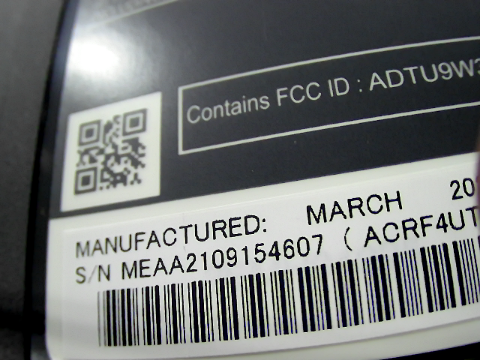 Contains FCC ID : ADTU9W3
MANUFACTURED: MARCH 20
S/N MEAA2109154607 ( ACRF4UT